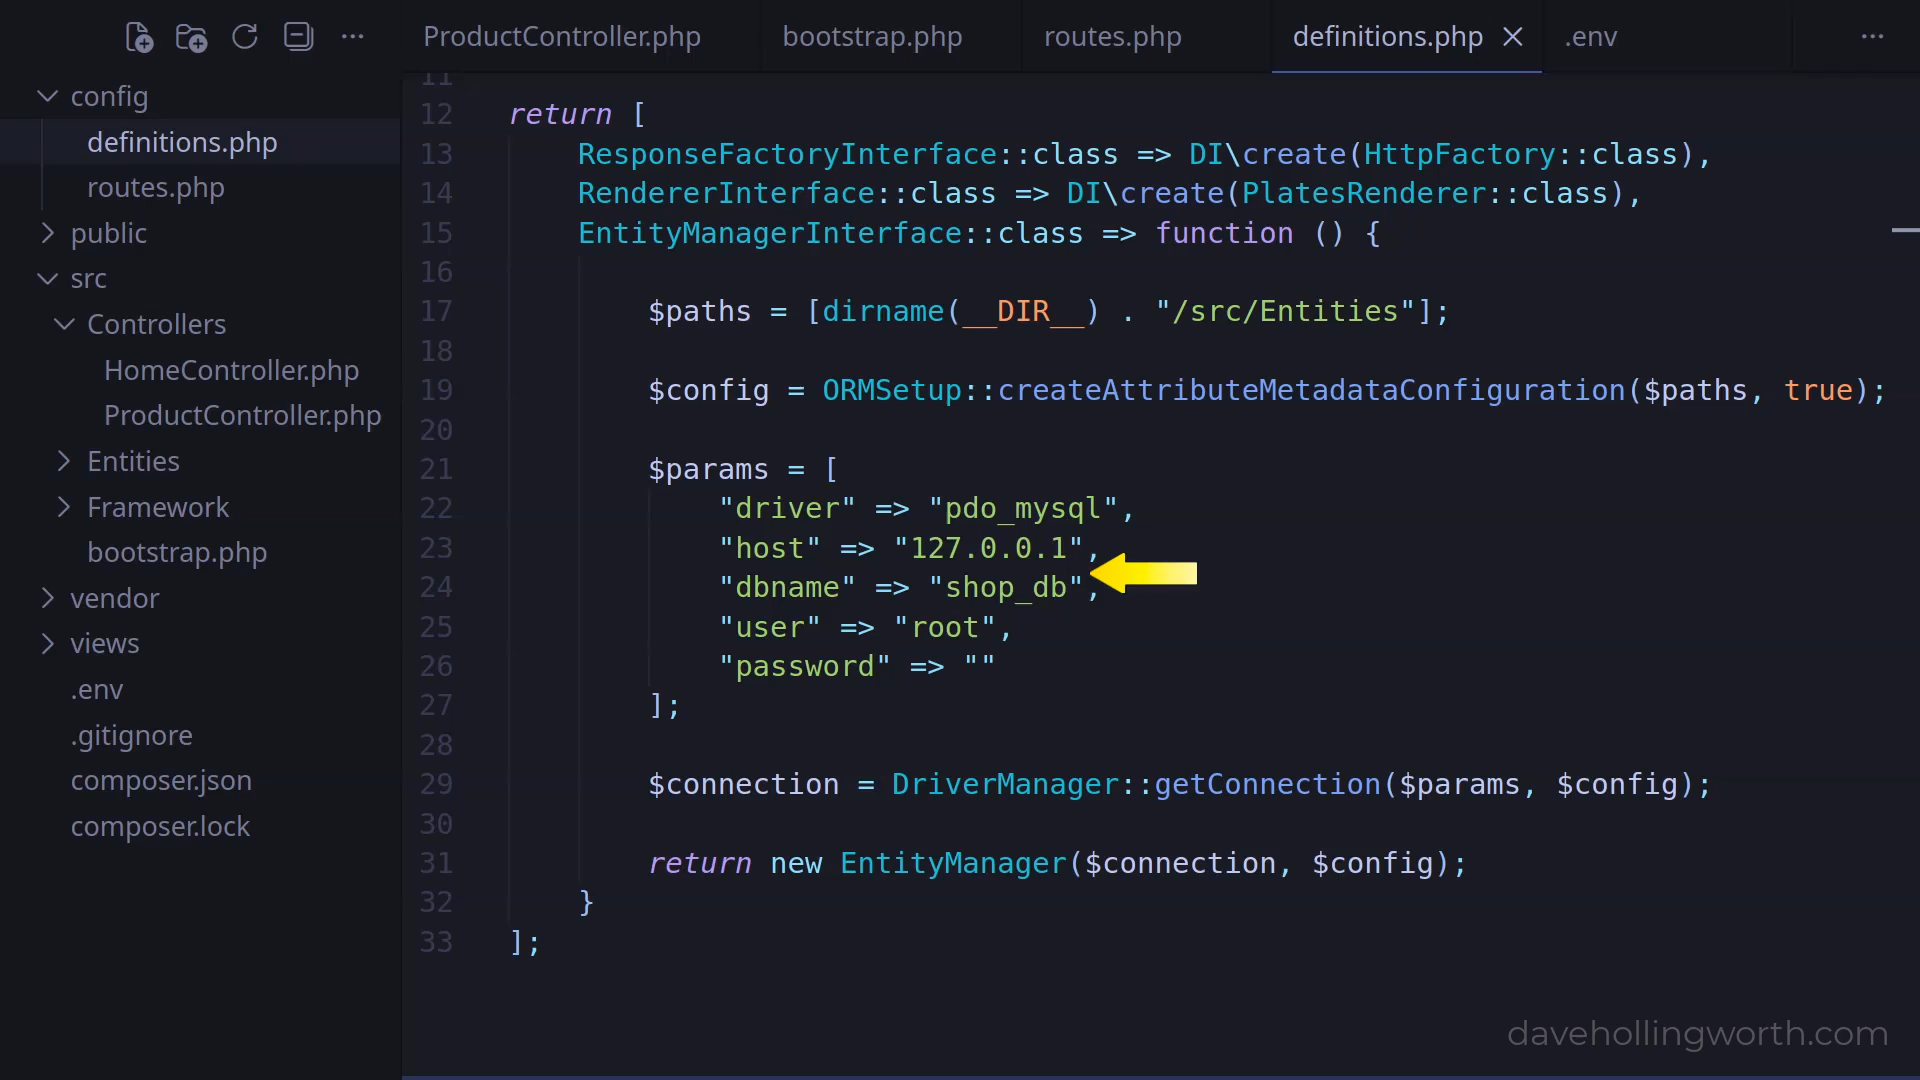 ProductController.php
bootstrap.php
routes.php
definitions.php
.env
config
definitions.php
routes.php
public
src
Controllers
HomeController.php
ProductController.php
Entities
Framework
bootstrap.php
vendor
views
.env
.gitignore
composer.json
composer.lock
11
12 return [
13 ResponseFactoryInterface::class => DI\create(HttpFactory::class),
14 RendererInterface::class => DI\create(PlatesRenderer::class),
15 EntityManagerInterface::class => function () {
16
17 $paths = [dirname(__DIR__) . "/src/Entities"];
18
19 $config = ORMSetup::createAttributeMetadataConfiguration($paths, true);
20
21 $params = [
22 "driver" => "pdo_mysql",
23 "host" => "127.0.0.1",
24 "dbname" => "shop_db",
25 "user" => "root",
26 "password" => ""
27 ];
28
29 $connection = DriverManager::getConnection($params, $config);
30
31 return new EntityManager($connection, $config);
32 }
33 ];
davehollingworth.com